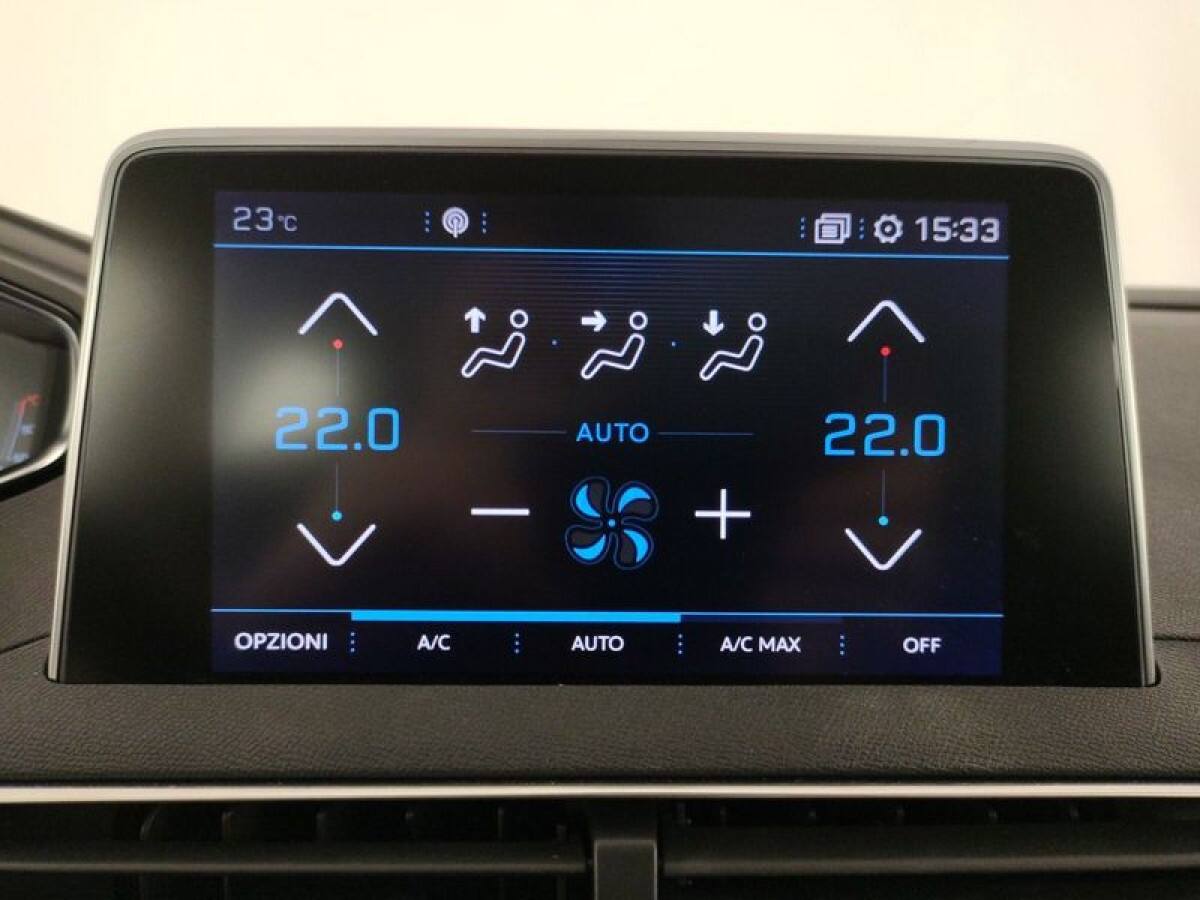 23°C 15:33
22.0 AUTO 22.0
OPZIONI A/C AUTO A/C MAX OFF